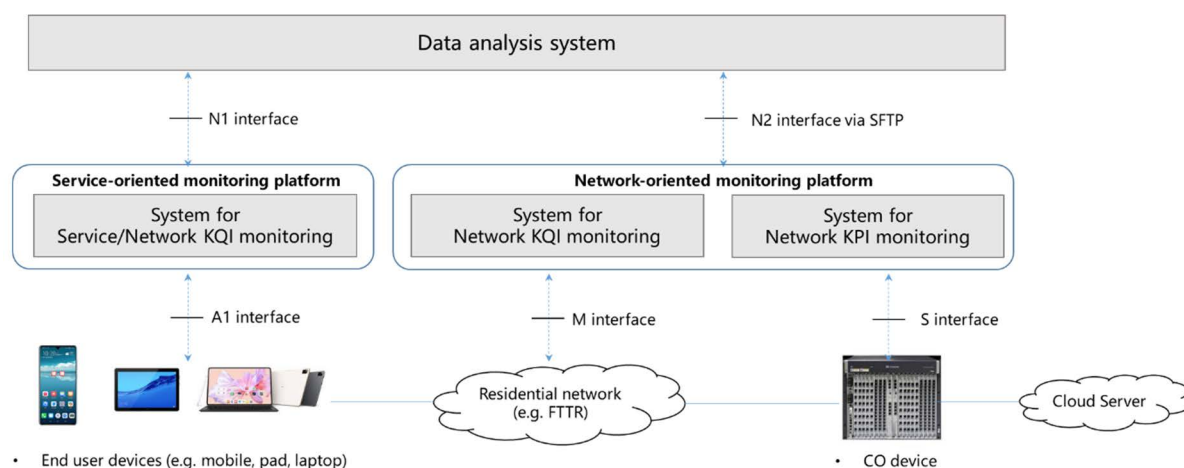 Data analysis system
N1 interface
N2 interface via SFTP
Service-oriented monitoring platform
System for
Service/Network KQI monitoring
Network-oriented monitoring platform
System for
Network KQI monitoring
System for
Network KPI monitoring
A1 interface
M interface
S interface
Residential network
(e.g. FTTR)
Cloud Server
• End user devices (e.g. mobile, pad, laptop)
• CO device